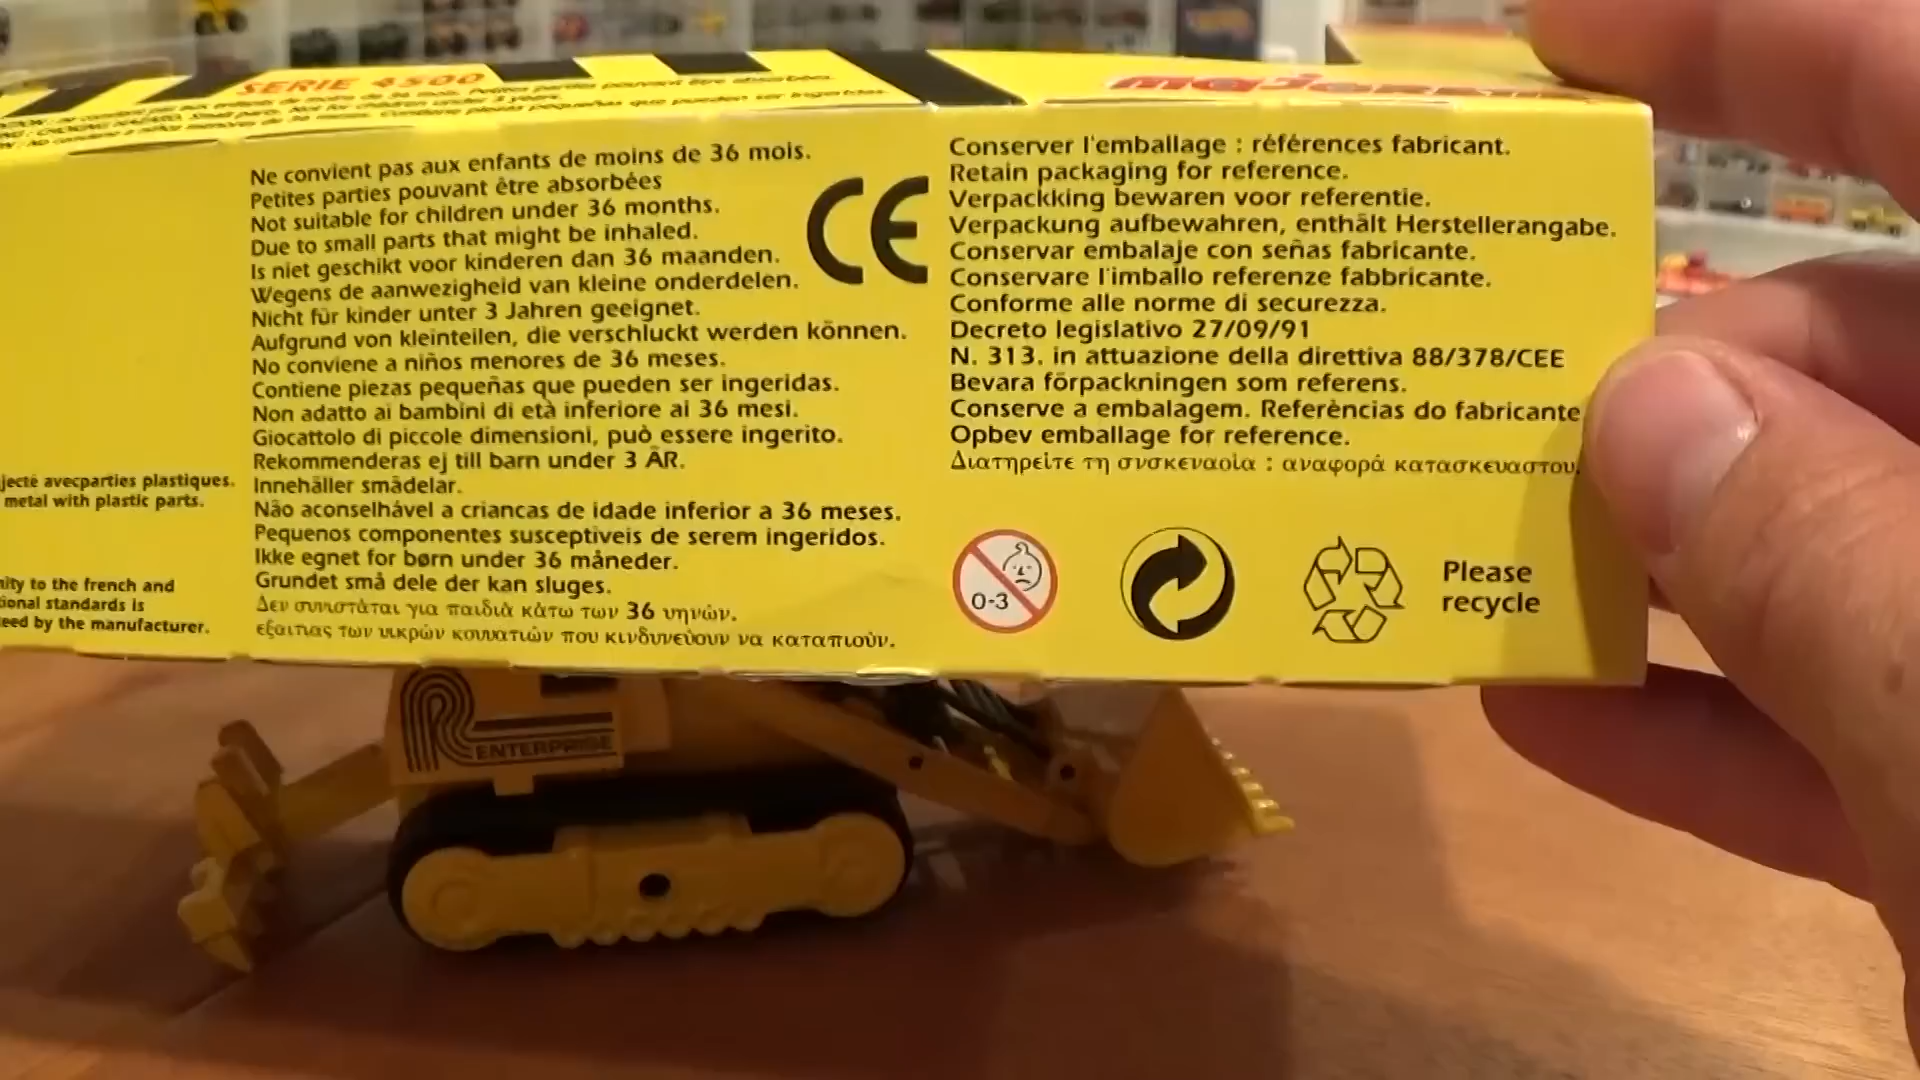 SERIE 4500
majorette
Ne convient pas aux enfants de moins de 36 mois.
Petites parties pouvant être absorbées
Not suitable for children under 36 months.
Due to small parts that might be inhaled.
Is niet geschikt voor kinderen dan 36 maanden.
Wegens de aanwezigheid van kleine onderdelen.
Nicht für kinder unter 3 Jahren geeignet.
Aufgrund von kleinteilen, die verschluckt werden können.
No conviene a niños menores de 36 meses.
Contiene piezas pequeñas que pueden ser ingeridas.
Non adatto ai bambini di età inferiore ai 36 mesi.
Giocattolo di piccole dimensioni, può essere ingerito.
Rekommenderas ej till barn under 3 ÅR.
Innehåller smådelar.
Não aconselhável a criancas de idade inferior a 36 meses.
Pequenos componentes susceptiveis de serem ingeridos.
Ikke egnet for børn under 36 måneder.
Grundet små dele der kan sluges.
Δεν συνιστάται για παιδιά κάτω των 36 υηνών.
εξαιτιας των υικρών κουυατιών που κινδυνεύουν να καταπιούν.
CE
Conserver l'emballage : références fabricant.
Retain packaging for reference.
Verpackking bewaren voor referentie.
Verpackung aufbewahren, enthält Herstellerangabe.
Conservar embalaje con señas fabricante.
Conservare l'imballo referenze fabbricante.
Conforme alle norme di securezza.
Decreto legislativo 27/09/91
N. 313. in attuazione della direttiva 88/378/CEE
Bevara förpackningen som referens.
Conserve a embalagem. Referências do fabricante
Opbev emballage for reference.
Διατηρείτε τη συσκευαοία : αναφορά κατασκευαστου.
0-3
Please
recycle
jecté avecparties plastiques.
metal with plastic parts.
ity to the french and
ional standards is
eed by the manufacturer.
R
ENTERPRISE